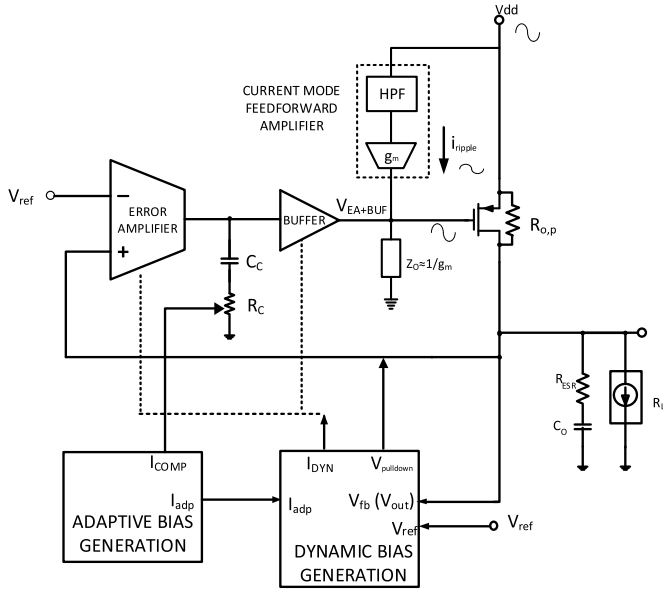 Vdd
CURRENT MODE
FEEDFORWARD
AMPLIFIER
HPF
gm
iripple
Vref
−
+
ERROR
AMPLIFIER
BUFFER
VEA+BUF
Ro,p
CC
ZO≈1/gm
RC
RESR
CO
RL
ICOMP
Iadp
ADAPTIVE BIAS
GENERATION
IDYN
Vpulldown
Iadp
Vfb (Vout)
Vref
Vref
DYNAMIC BIAS
GENERATION